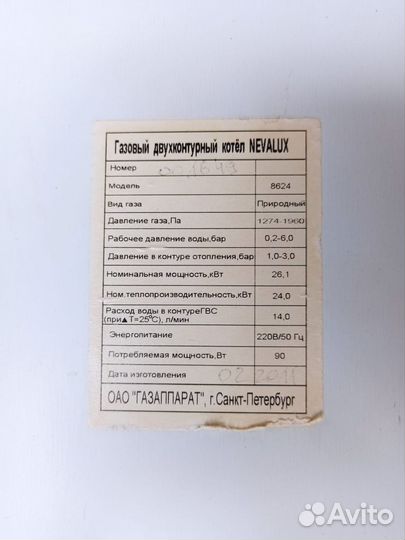 Газовый двухконтурный котёл NEVALUX
Номер
Модель 8624
Вид газа Природный
Давление газа,Па 1274-1960
Рабочее давление воды,бар 0,2-6,0
Давление в контуре отопления,бар 1,0-3,0
Номинальная мощность,кВт 26,1
Ном.теплопроизводительность,кВт 24,0
Расход воды в контуреГВС
(при▲T=25⁰С), л/мин 14,0
Энергопитание 220В/50 Гц
Потребляемая мощность,Вт 90
Дата изготовления 02 2011
ОАО "ГАЗАППАРАТ", г.Санкт-Петербург
Avito